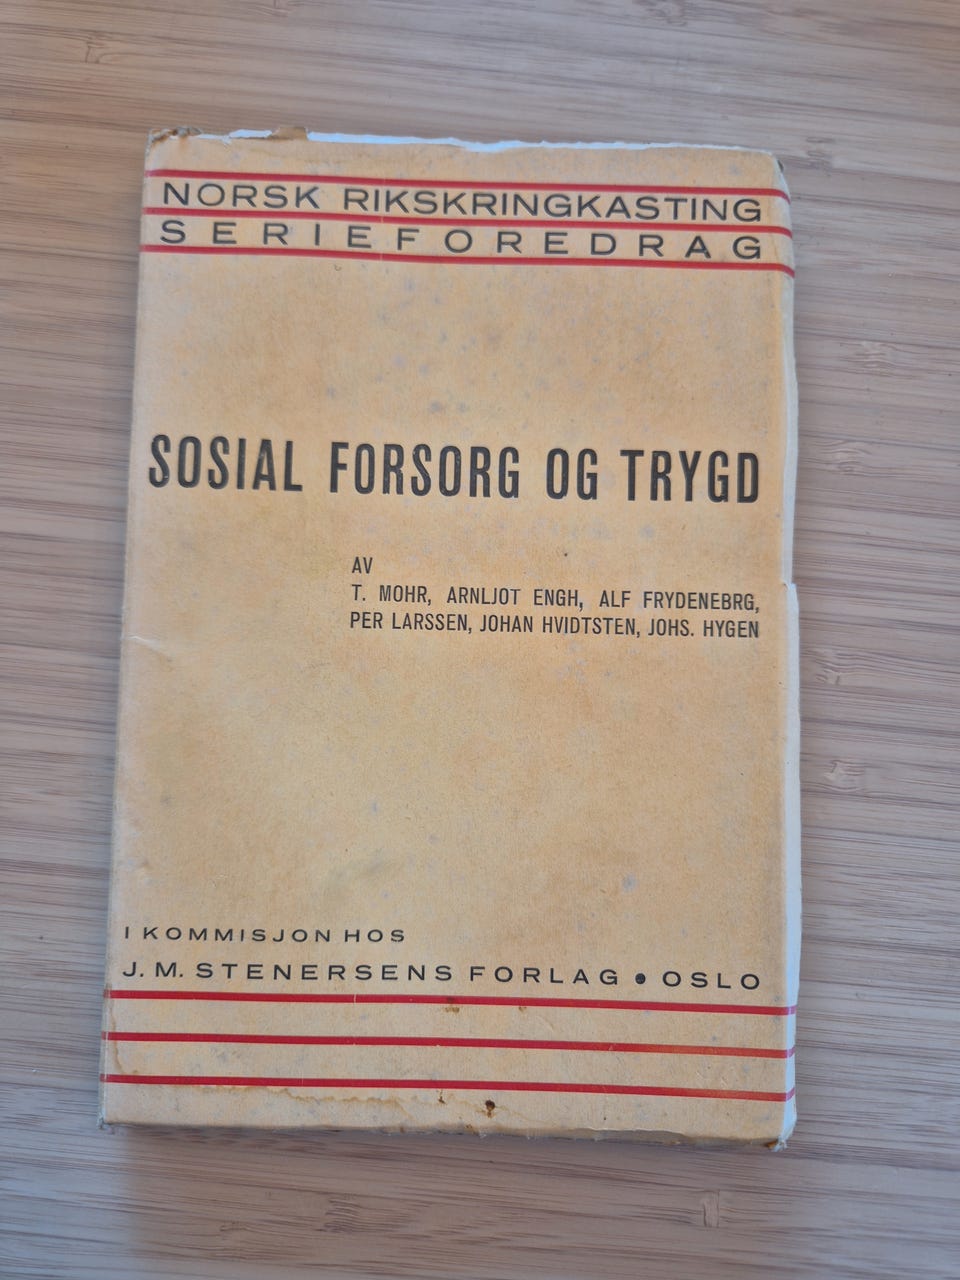 NORSK RIKSKRINGKASTING
SERIEFOREDRAG
SOSIAL FORSORG OG TRYGD
AV
T. MOHR, ARNLJOT ENGH, ALF FRYDENEBRG,
PER LARSSEN, JOHAN HVIDTSTEN, JOHS. HYGEN
I KOMMISJON HOS
J. M. STENERSENS FORLAG • OSLO